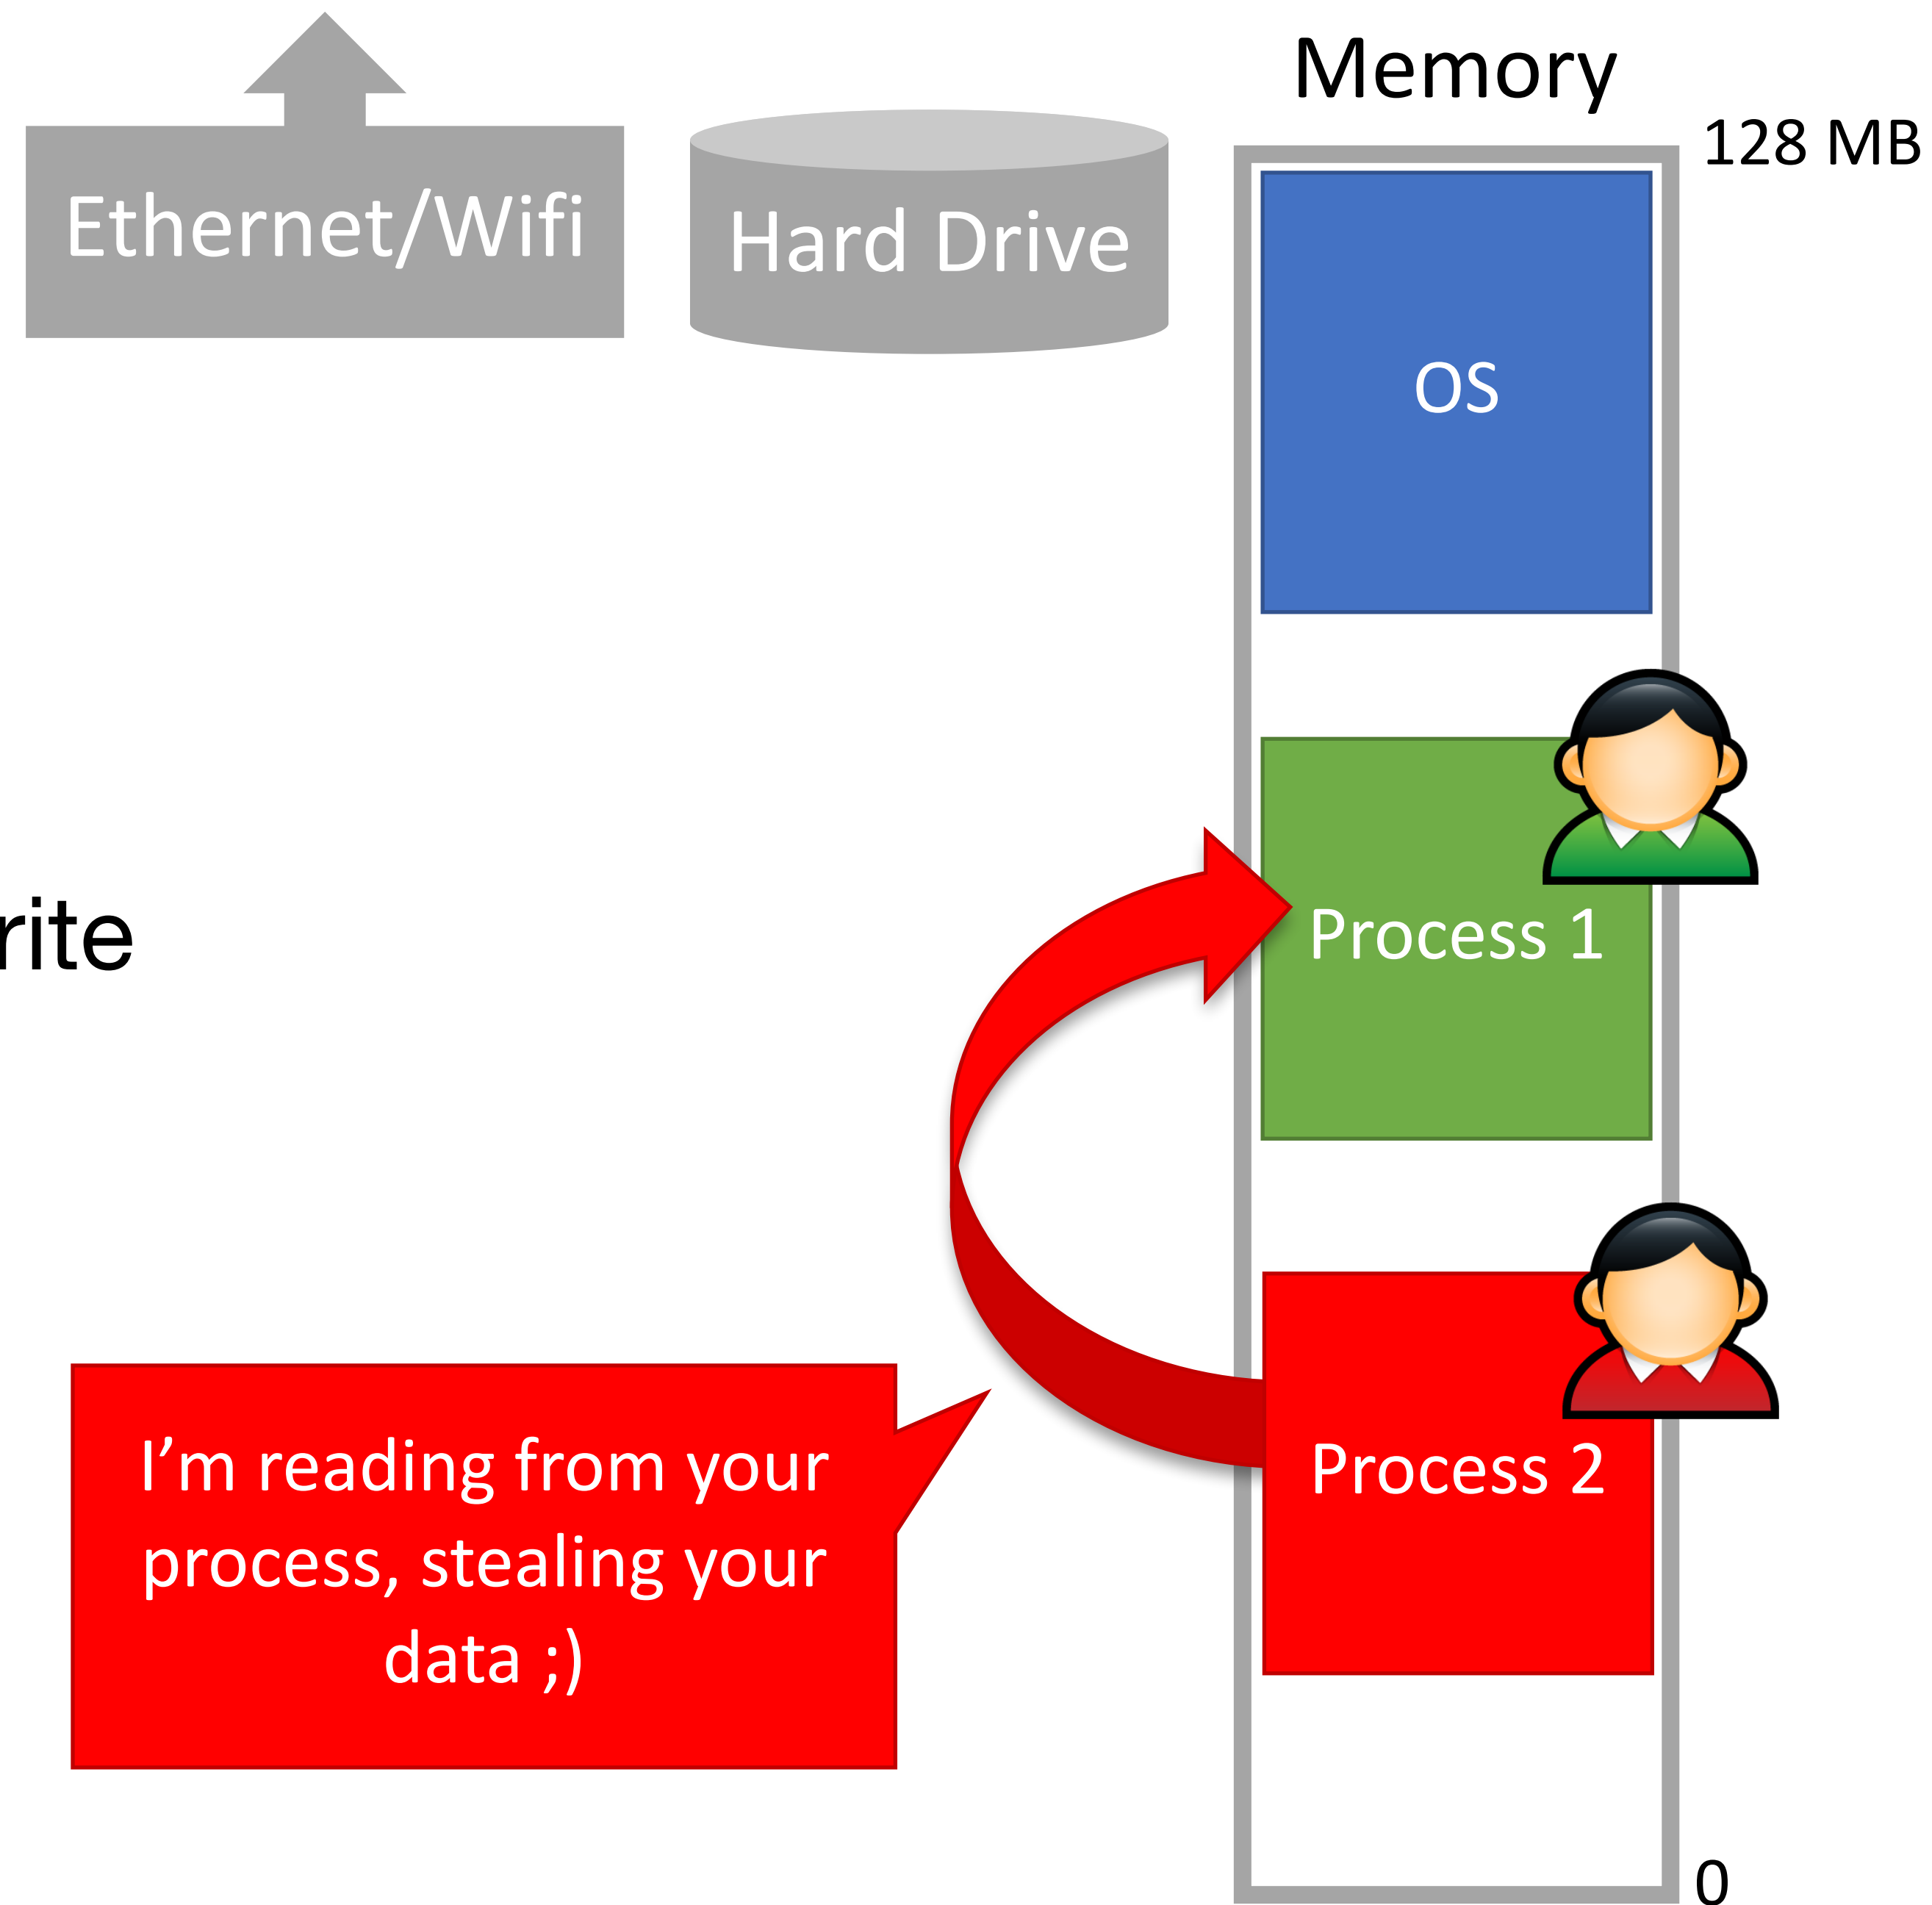 Memory
128 MB
Ethernet/Wifi
Hard Drive
OS
rite
Process 1
I'm reading from your
process, stealing your
data ;)
Process 2
0